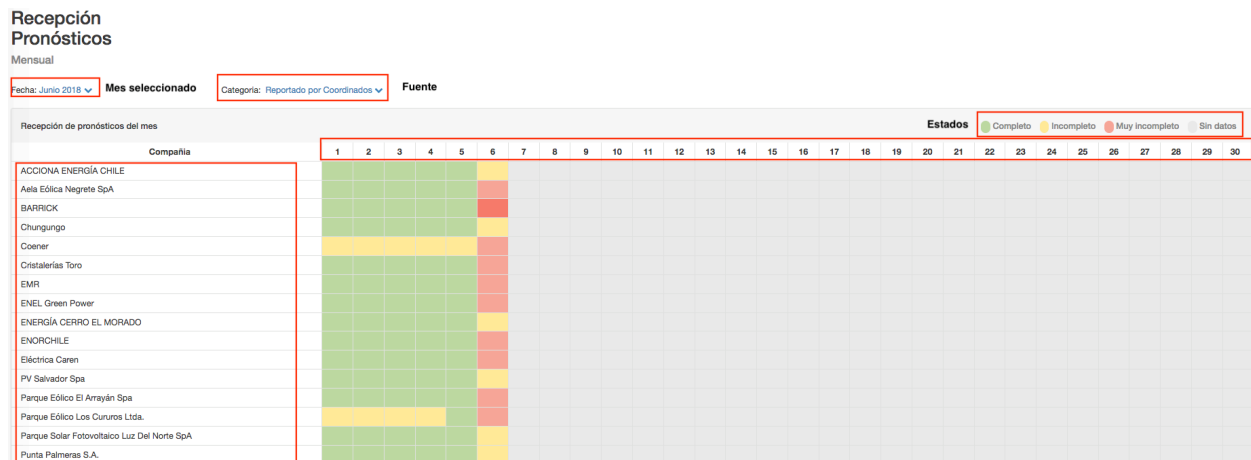 Recepción
Pronósticos
Mensual
Fecha: Junio 2018 Mes seleccionado Categoria: Reportado por Coordinados Fuente
Recepción de pronósticos del mes Estados Completo Incompleto Muy incompleto Sin datos
Compañia 1 2 3 4 5 6 7 8 9 10 11 12 13 14 15 16 17 18 19 20 21 22 23 24 25 26 27 28 29 30
ACCIONA ENERGÍA CHILE
Aela Eólica Negrete SpA
BARRICK
Chungungo
Coener
Cristalerías Toro
EMR
ENEL Green Power
ENERGÍA CERRO EL MORADO
ENORCHILE
Eléctrica Caren
PV Salvador Spa
Parque Eólico El Arrayán Spa
Parque Eólico Los Cururos Ltda.
Parque Solar Fotovoltaico Luz Del Norte SpA
Punta Palmeras S.A.